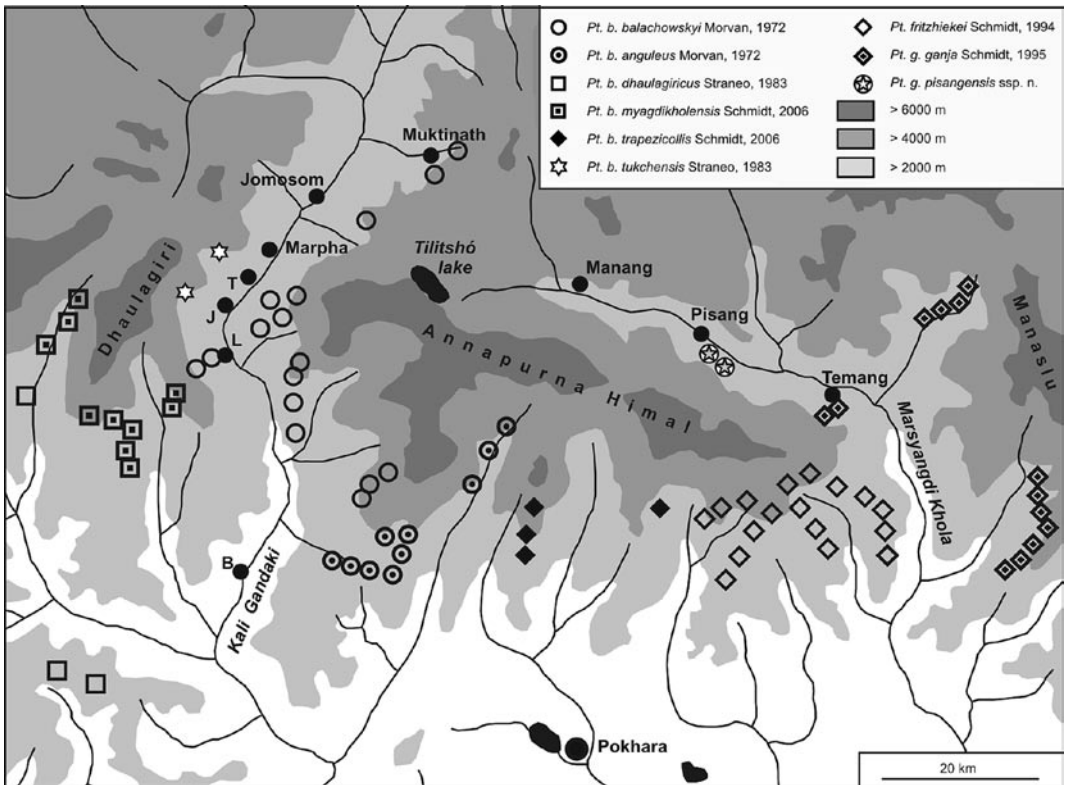 Pt. b. balachowskyi Morvan, 1972
Pt. b. anguleus Morvan, 1972
Pt. b. dhaulagiricus Straneo, 1983
Pt. b. myagdikholensis Schmidt, 2006
Pt. b. trapezicollis Schmidt, 2006
Pt. b. tukchensis Straneo, 1983
Pt. fritzhiekei Schmidt, 1994
Pt. g. ganja Schmidt, 1995
Pt. g. pisangensis ssp. n.
> 6000 m
> 4000 m
> 2000 m
Muktinath
Jomosom
Marpha
Tilitshó
lake
Manang
T
J
L
Dhaulagiri
Pisang
Annapurna Himal
Temang
Manaslu
Marsyangdi Khola
B
Kali Gandaki
Pokhara
20 km